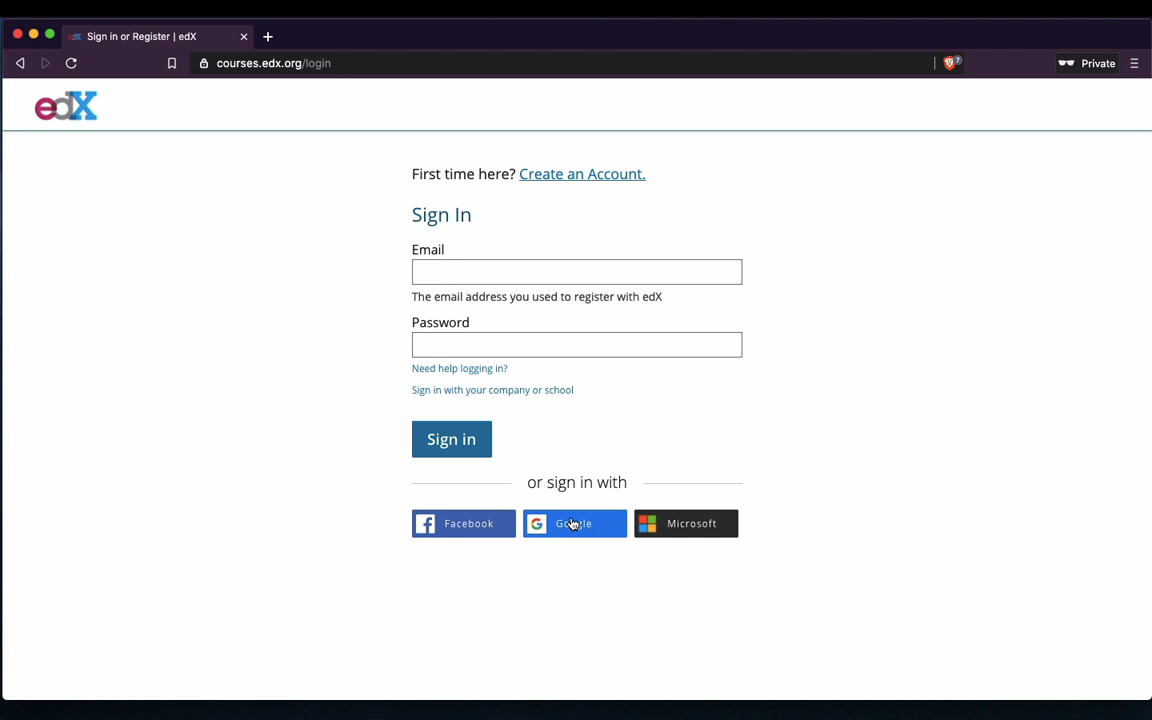 Sign in or Register | edX
courses.edx.org/login
7
Private
edX
First time here? Create an Account.
Sign In
Email
The email address you used to register with edX
Password
Need help logging in?
Sign in with your company or school
Sign in
or sign in with
Facebook
Google
Microsoft